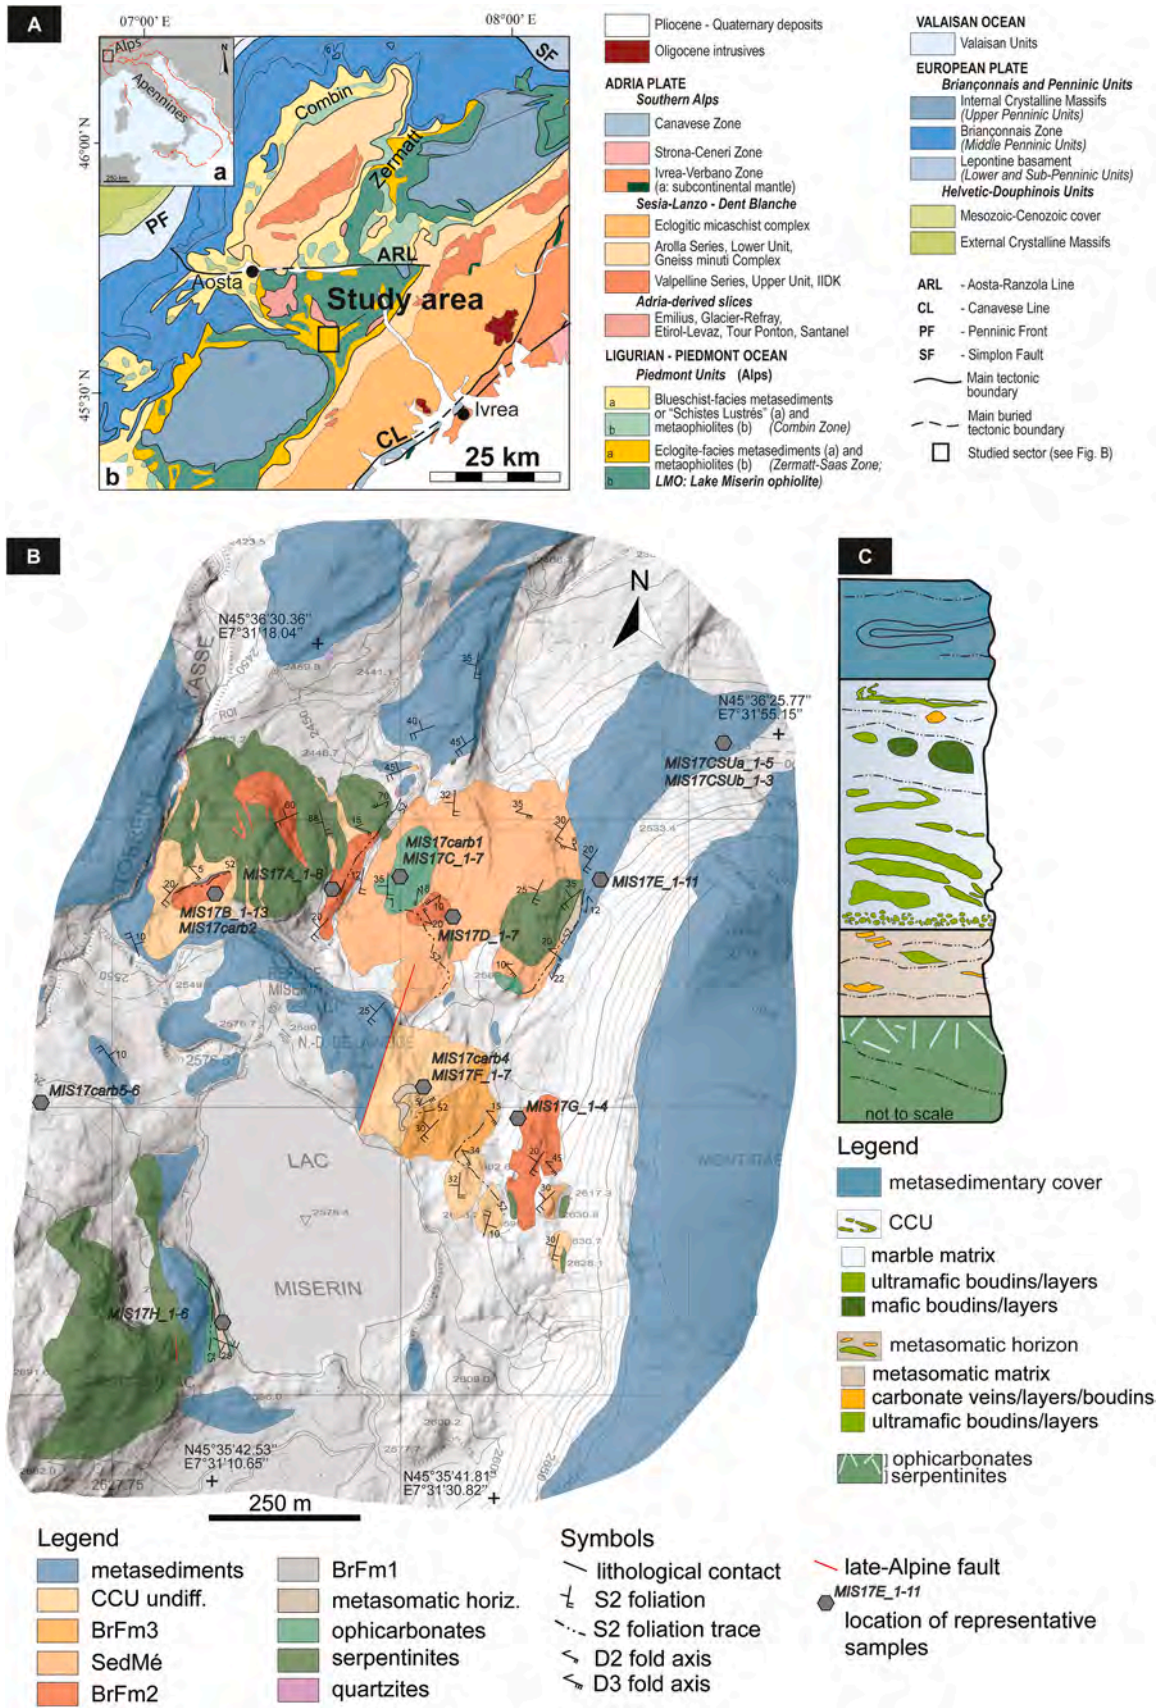 A
07°00' E
08°00' E
Alps
Apennines
N
250 km
a
46°00' N
45°30' N
Combin
Zermatt
SF
PF
ARL
Aosta
Study area
Ivrea
CL
25 km
b
Pliocene - Quaternary deposits
Oligocene intrusives
ADRIA PLATE
Southern Alps
Canavese Zone
Strona-Ceneri Zone
Ivrea-Verbano Zone
(a: subcontinental mantle)
Sesia-Lanzo - Dent Blanche
Eclogitic micaschist complex
Arolla Series, Lower Unit,
Gneiss minuti Complex
Valpelline Series, Upper Unit, IIDK
Adria-derived slices
Emilius, Glacier-Refray,
Etirol-Levaz, Tour Ponton, Santanel
LIGURIAN - PIEDMONT OCEAN
Piedmont Units (Alps)
a
Blueschist-facies metasediments
or "Schistes Lustrés" (a) and
b
metaophiolites (b) (Combin Zone)
a
Eclogite-facies metasediments (a) and
metaophiolites (b) (Zermatt-Saas Zone;
b
LMO: Lake Miserin ophiolite)
VALAISAN OCEAN
Valaisan Units
EUROPEAN PLATE
Briançonnais and Penninic Units
Internal Crystalline Massifs
(Upper Penninic Units)
Briançonnais Zone
(Middle Penninic Units)
Lepontine basament
(Lower and Sub-Penninic Units)
Helvetic-Douphinois Units
Mesozoic-Cenozoic cover
External Crystalline Massifs
ARL - Aosta-Ranzola Line
CL - Canavese Line
PF - Penninic Front
SF - Simplon Fault
Main tectonic
boundary
Main buried
tectonic boundary
Studied sector (see Fig. B)
B
N
N45°36'30.36"
E7°31'18.04"
N45°36'25.77"
E7°31'55.15"
MIS17CSUa_1-5
MIS17CSUb_1-3
2533.4
MIS17carb1
MIS17C_1-7
MIS17A_1-8
MIS17E_1-11
MIS17B_1-13
MIS17carb2
MIS17D_1-7
MIS17carb4
MIS17F_1-7
MIS17carb5-6
MIS17G_1-4
LAC
2578.4
MISERIN
MIS17H_1-6
N45°35'42.53"
E7°31'10.65"
N45°35'41.81"
E7°31'30.82"
2627.75
250 m
C
not to scale
Legend
metasedimentary cover
CCU
marble matrix
ultramafic boudins/layers
mafic boudins/layers
metasomatic horizon
metasomatic matrix
carbonate veins/layers/boudins
ultramafic boudins/layers
ophicarbonates
serpentinites
Legend
metasediments
CCU undiff.
BrFm3
SedMé
BrFm2
BrFm1
metasomatic horiz.
ophicarbonates
serpentinites
quartzites
Symbols
lithological contact
S2 foliation
S2 foliation trace
D2 fold axis
D3 fold axis
late-Alpine fault
MIS17E_1-11
location of representative
samples